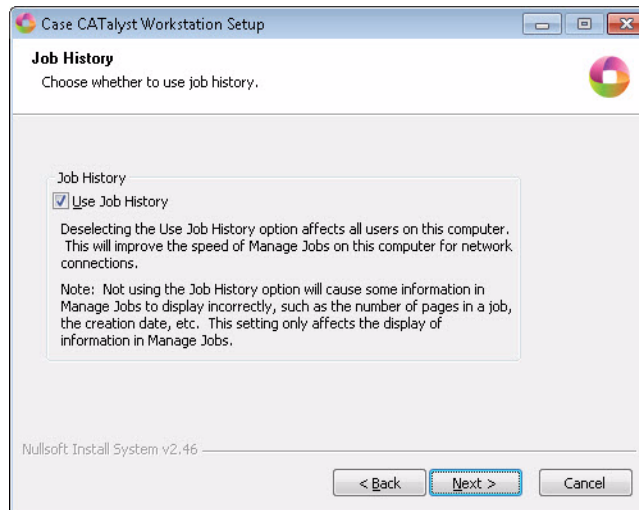 Case CATalyst Workstation Setup
Job History
Choose whether to use job history.
Job History
Use Job History
Deselecting the Use Job History option affects all users on this computer.
This will improve the speed of Manage Jobs on this computer for network
connections.
Note: Not using the Job History option will cause some information in
Manage Jobs to display incorrectly, such as the number of pages in a job,
the creation date, etc. This setting only affects the display of
information in Manage Jobs.
Nullsoft Install System v2.46
< Back
Next >
Cancel